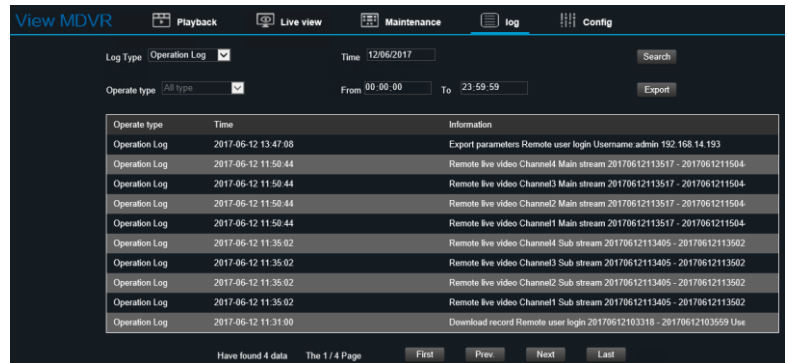 View MDVR Playback Live view Maintenance log Config
Log Type Operation Log Time 12/06/2017 Search
Operate type All type From 00:00:00 To 23:59:59 Export
Operate type Time Information
Operation Log 2017-06-12 13:47:08 Export parameters Remote user login Username:admin 192.168.14.193
Operation Log 2017-06-12 11:50:44 Remote live video Channel4 Main stream 20170612113517 - 2017061211504
Operation Log 2017-06-12 11:50:44 Remote live video Channel3 Main stream 20170612113517 - 2017061211504
Operation Log 2017-06-12 11:50:44 Remote live video Channel2 Main stream 20170612113517 - 2017061211504
Operation Log 2017-06-12 11:50:44 Remote live video Channel1 Main stream 20170612113517 - 2017061211504
Operation Log 2017-06-12 11:35:02 Remote live video Channel4 Sub stream 20170612113405 - 20170612113502
Operation Log 2017-06-12 11:35:02 Remote live video Channel3 Sub stream 20170612113405 - 20170612113502
Operation Log 2017-06-12 11:35:02 Remote live video Channel2 Sub stream 20170612113405 - 20170612113502
Operation Log 2017-06-12 11:35:02 Remote live video Channel1 Sub stream 20170612113405 - 20170612113502
Operation Log 2017-06-12 11:31:00 Download record Remote user login 20170612103318 - 20170612103559 Use
Have found 4 data The 1 / 4 Page First Prev. Next Last